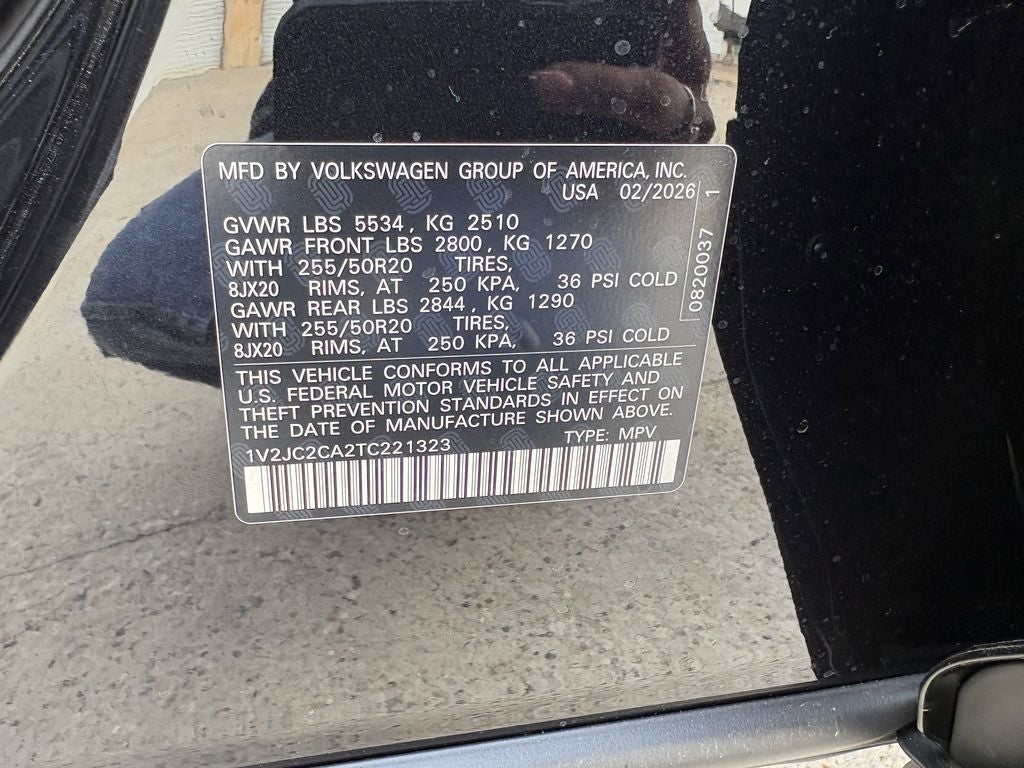 MFD BY VOLKSWAGEN GROUP OF AMERICA, INC.
USA 02/2026
GVWR LBS 5534, KG 2510
GAWR FRONT LBS 2800, KG 1270
WITH 255/50R20 TIRES,
8JX20 RIMS, AT 250 KPA, 36 PSI COLD
GAWR REAR LBS 2844, KG 1290
WITH 255/50R20 TIRES,
8JX20 RIMS, AT 250 KPA, 36 PSI COLD
0820037 1
THIS VEHICLE CONFORMS TO ALL APPLICABLE
U.S. FEDERAL MOTOR VEHICLE SAFETY AND
THEFT PREVENTION STANDARDS IN EFFECT ON
THE DATE OF MANUFACTURE SHOWN ABOVE.
1V2JC2CA2TC221323 TYPE: MPV